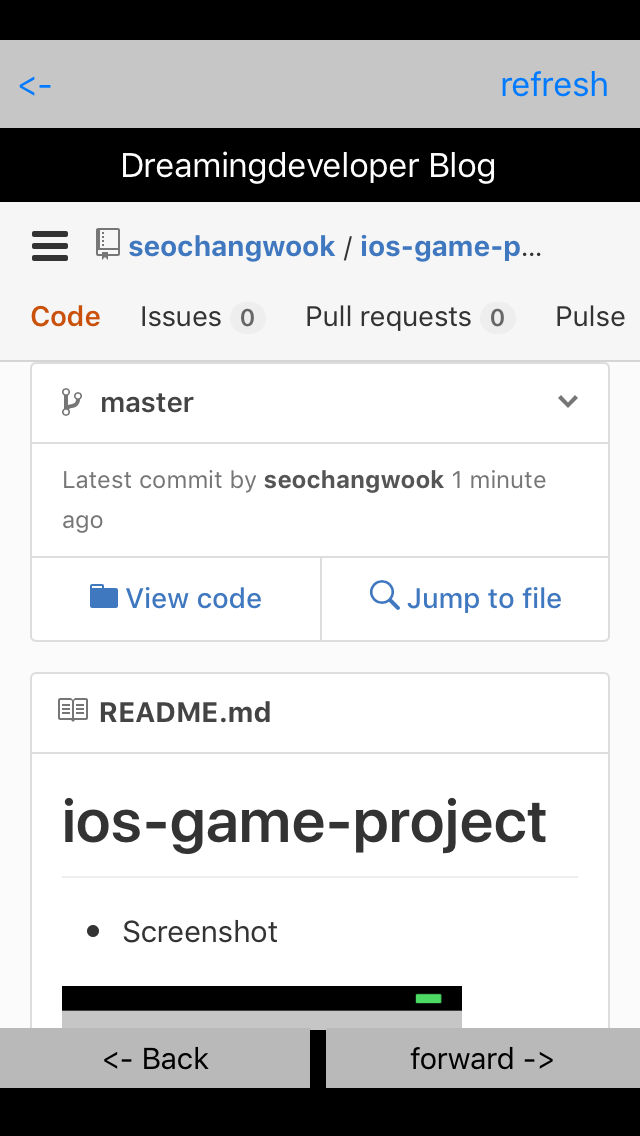 <- refresh
Dreamingdeveloper Blog
seochangwook / ios-game-p...
Code Issues 0 Pull requests 0 Pulse
master
Latest commit by seochangwook 1 minute
ago
View code Jump to file
README.md
ios-game-project
• Screenshot
<- Back forward ->